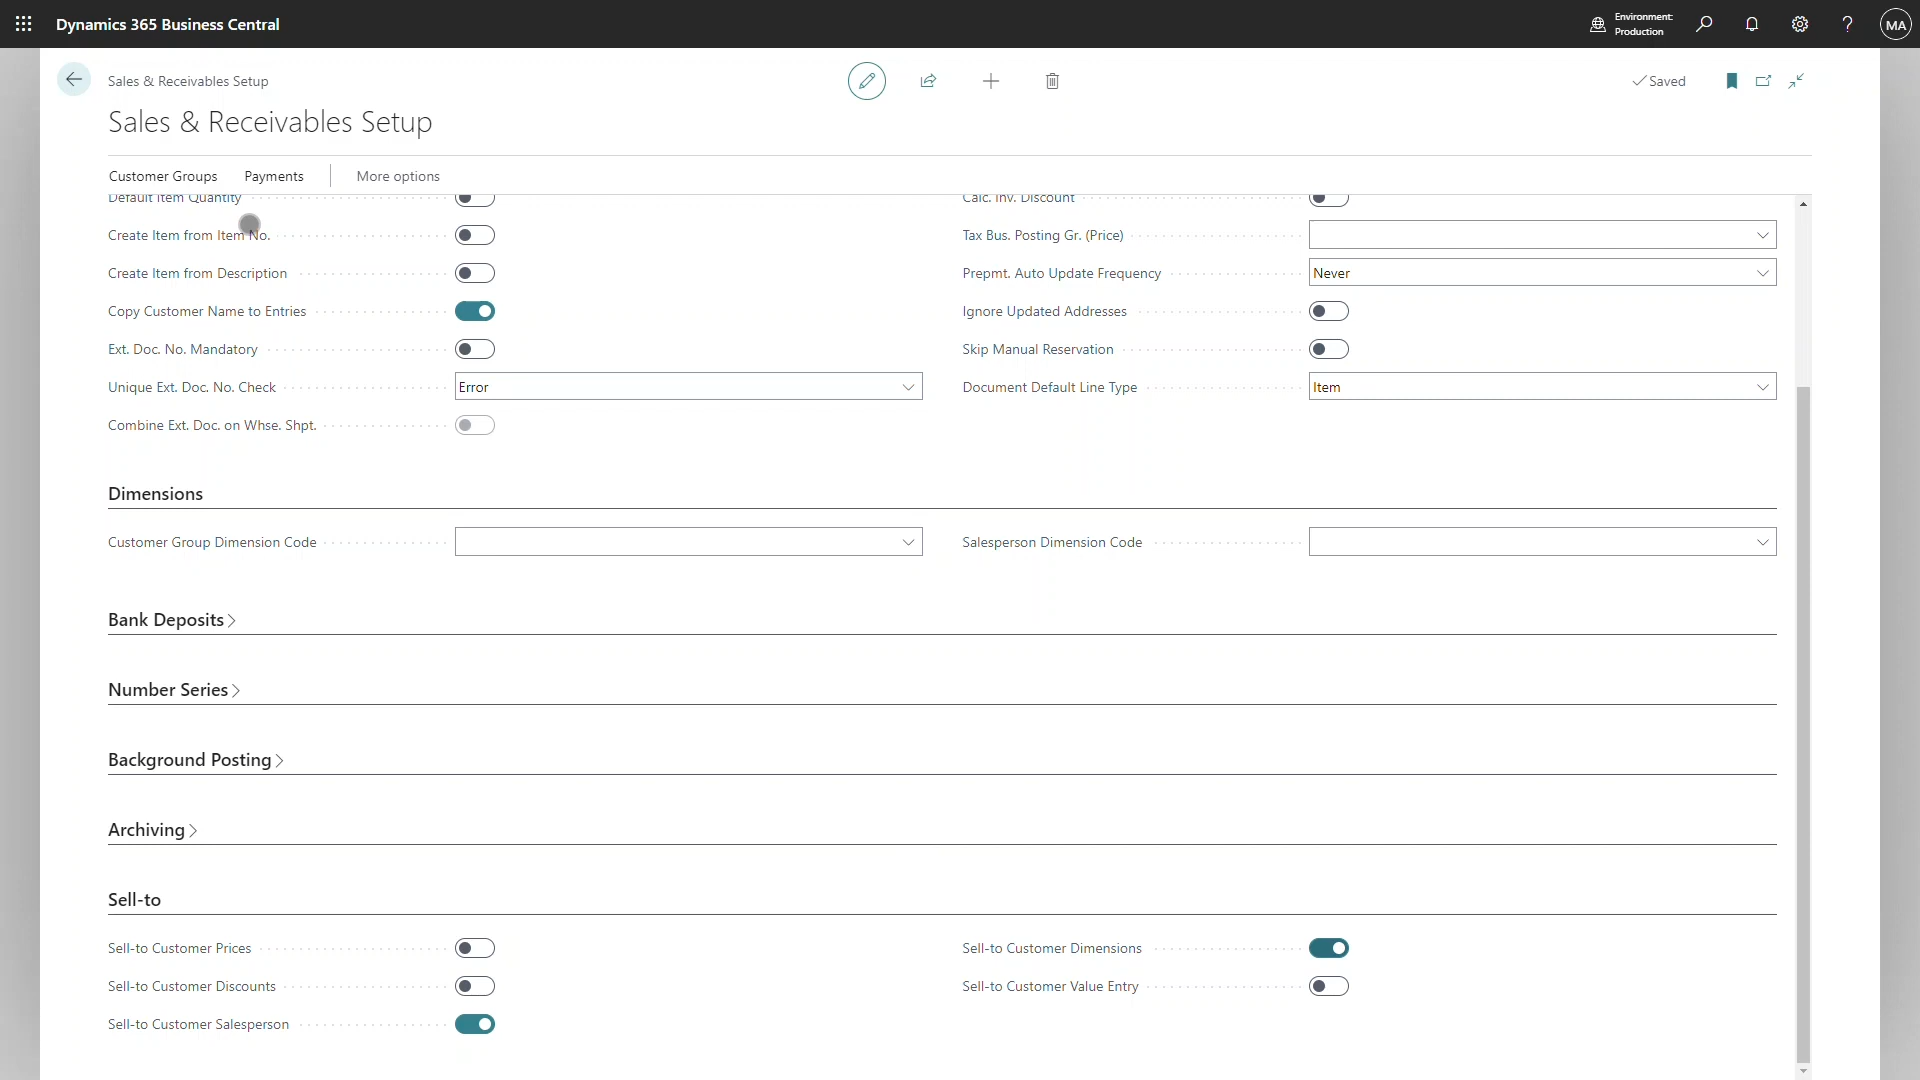 Dynamics 365 Business Central
Environment:
Production
?
MA
Sales & Receivables Setup
Saved
Sales & Receivables Setup
Customer Groups
Payments
More options
Default Item Quantity
Calc. Inv. Discount
Create Item from Item No.
Tax Bus. Posting Gr. (Price)
Create Item from Description
Prepmt. Auto Update Frequency
Never
Copy Customer Name to Entries
Ignore Updated Addresses
Ext. Doc. No. Mandatory
Skip Manual Reservation
Unique Ext. Doc. No. Check
Error
Document Default Line Type
Item
Combine Ext. Doc. on Whse. Shpt.
Dimensions
Customer Group Dimension Code
Salesperson Dimension Code
Bank Deposits
Number Series
Background Posting
Archiving
Sell-to
Sell-to Customer Prices
Sell-to Customer Dimensions
Sell-to Customer Discounts
Sell-to Customer Value Entry
Sell-to Customer Salesperson